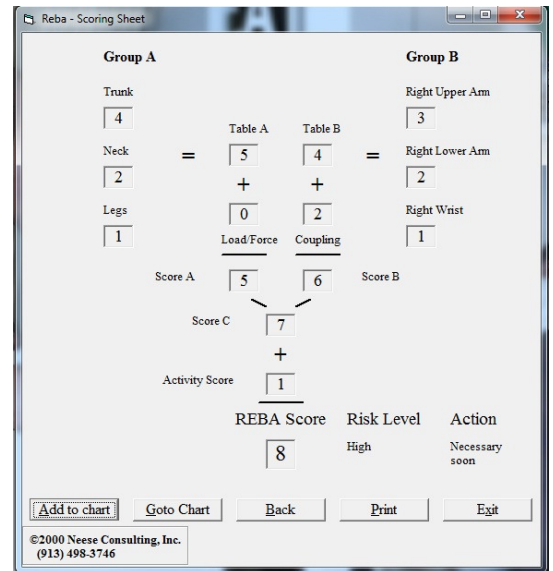 Reba - Scoring Sheet
Group A
Group B
Trunk
Right Upper Arm
4
3
Table A
Table B
Neck
=
5
4
=
Right Lower Arm
2
+
+
2
Legs
0
2
Right Wrist
1
Load/Force
Coupling
1
Score A
5
6
Score B
Score C
7
+
Activity Score
1
REBA Score
Risk Level
Action
8
High
Necessary
soon
Add to chart
Goto Chart
Back
Print
Exit
©2000 Neese Consulting, Inc.
(913) 498-3746